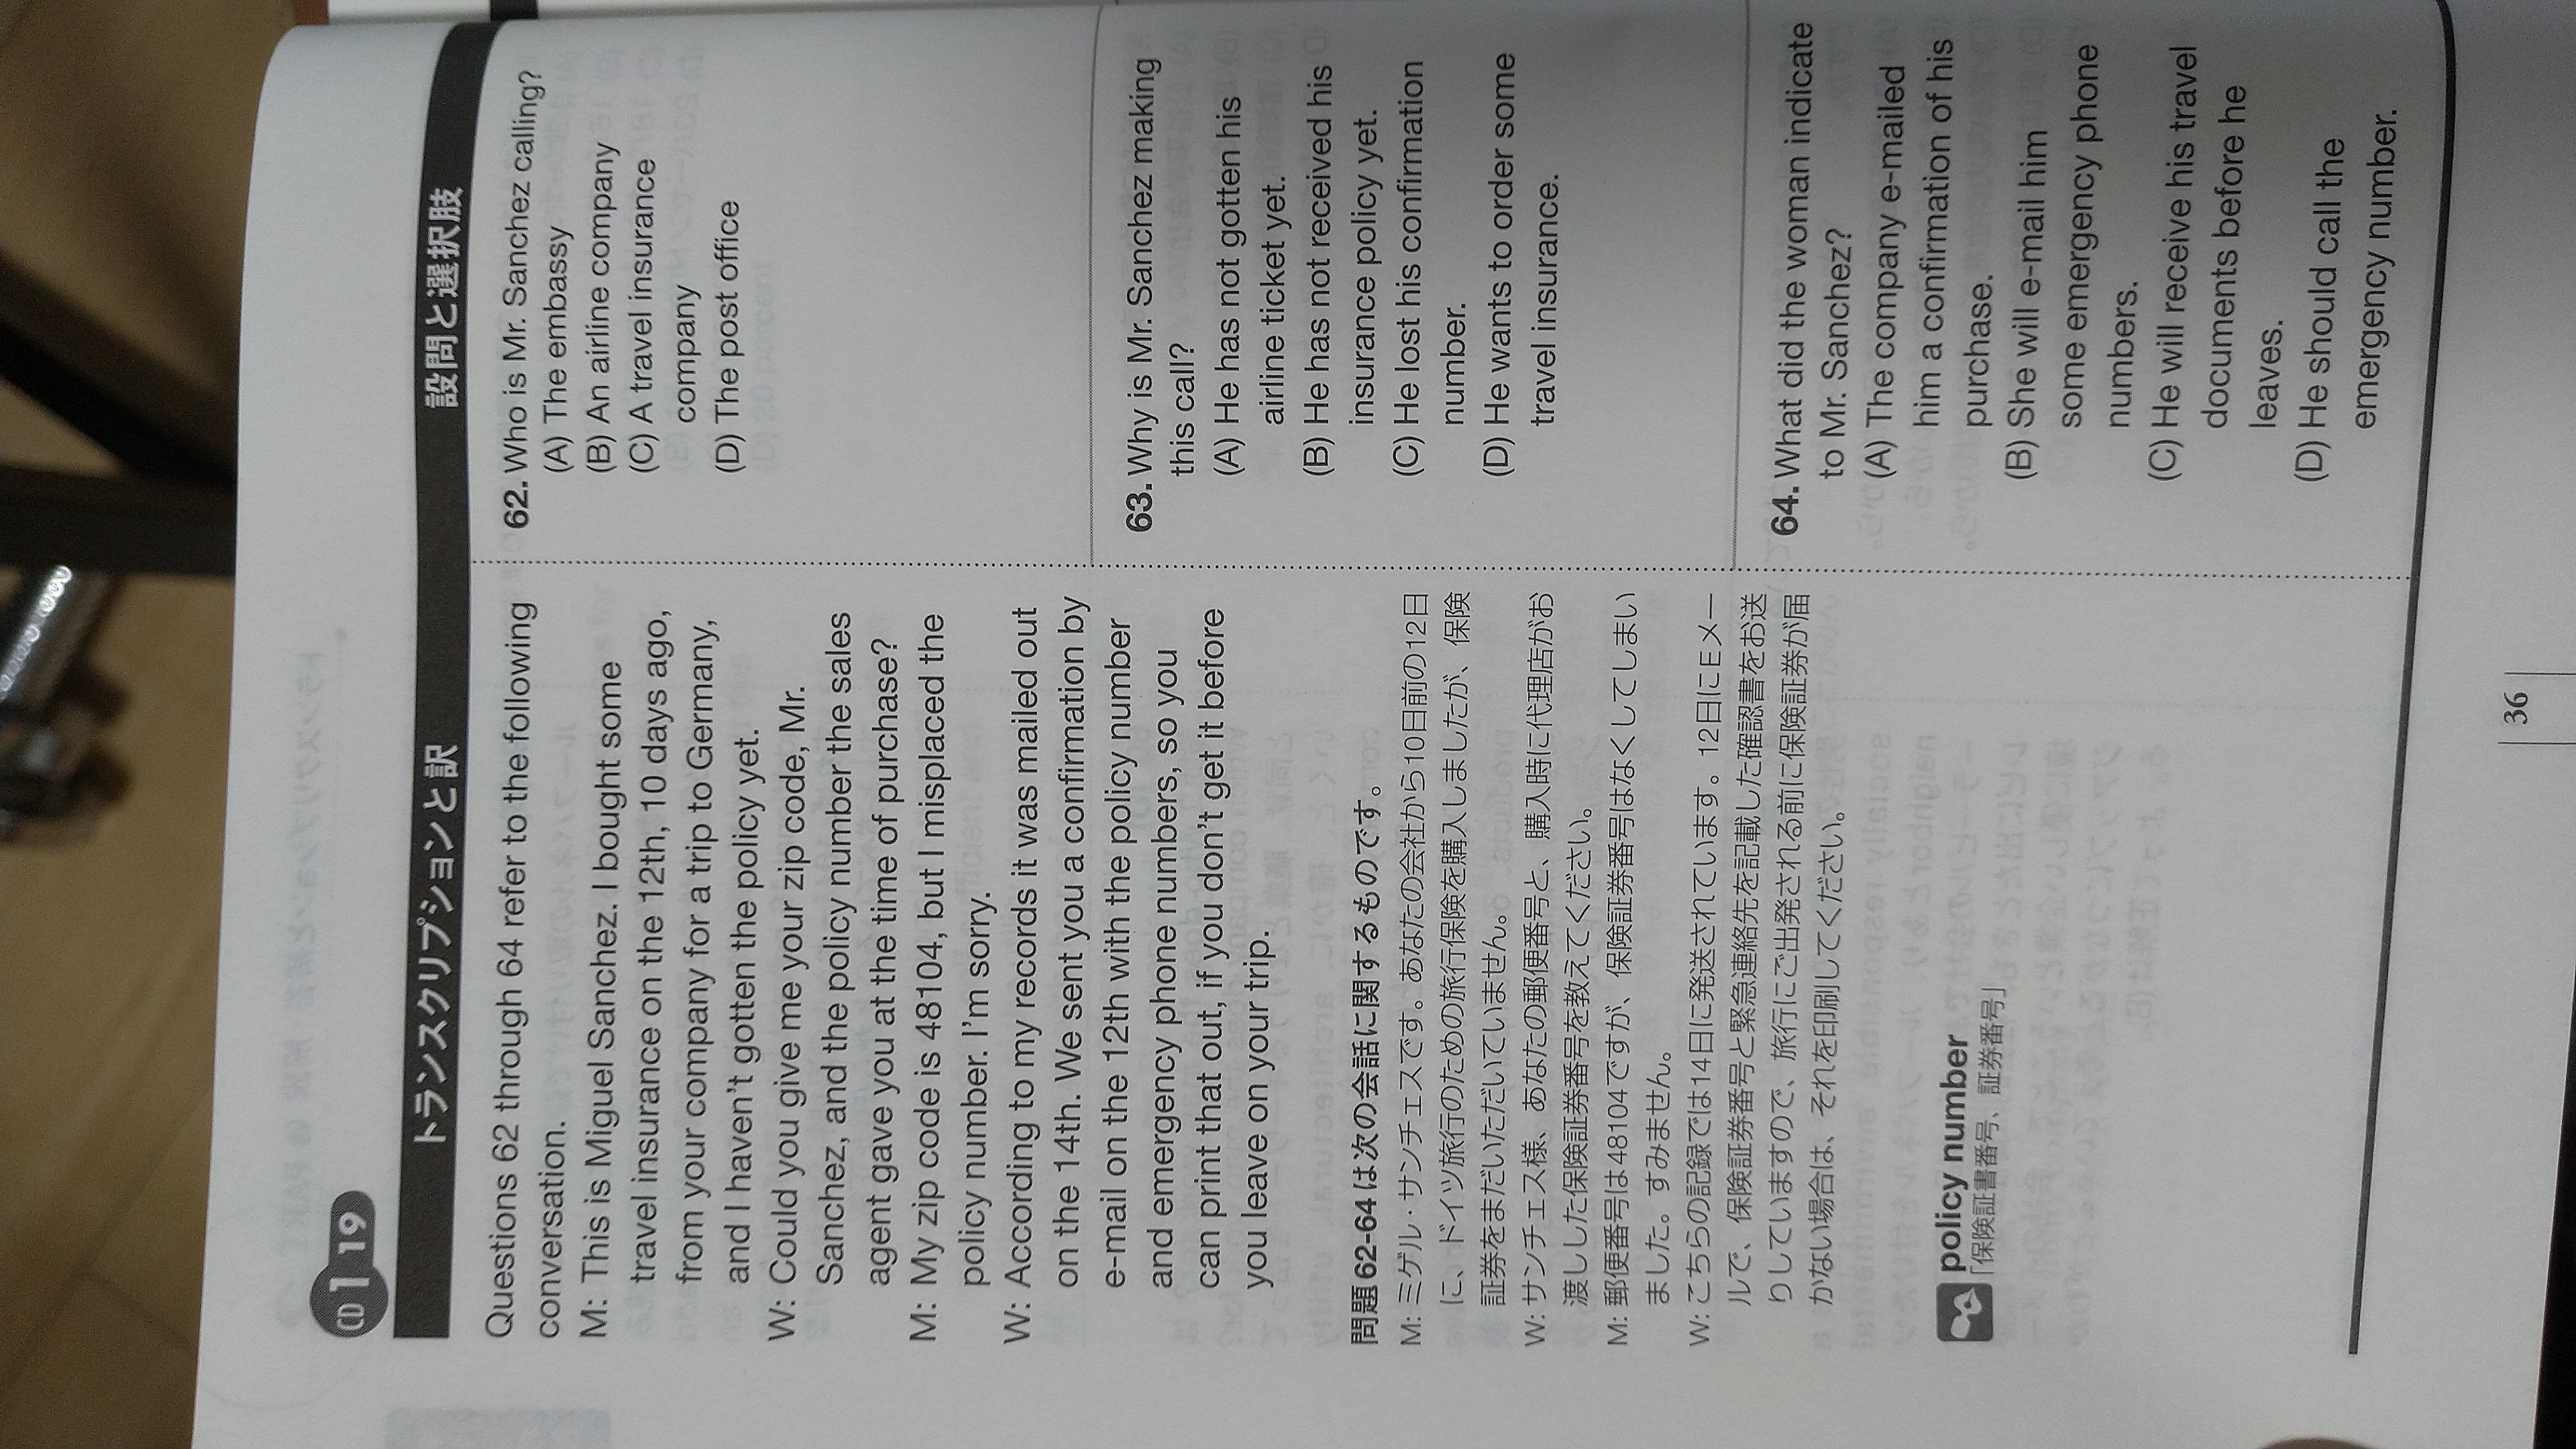 CD 1 19
トランスクリプションと訳
Questions 62 through 64 refer to the following
conversation.
M: This is Miguel Sanchez. I bought some
travel insurance on the 12th, 10 days ago,
from your company for a trip to Germany,
and I haven't gotten the policy yet.
W: Could you give me your zip code, Mr.
Sanchez, and the policy number the sales
agent gave you at the time of purchase?
M: My zip code is 48104, but I misplaced the
policy number. I'm sorry.
W: According to my records it was mailed out
on the 14th. We sent you a confirmation by
e-mail on the 12th with the policy number
and emergency phone numbers, so you
can print that out, if you don't get it before
you leave on your trip.
問題62-64は次の会話に関するものです。
M: ミゲル・サンチェスです。あなたの会社から10日前の12日
に、ドイツ旅行のための旅行保険を購入しましたが、保険
証券をまだいただいていません。
W: サンチェス様、あなたの郵便番号と、購入時に代理店がお
渡しした保険証券番号を教えてください。
M: 郵便番号は48104ですが、保険証券番号はなくしてしまい
ました。すみません。
W: こちらの記録では14日に発送されています。12日にEメー
ルで、保険証券番号と緊急連絡先を記載した確認書をお送
りしていますので、旅行にご出発される前に保険証券が届
かない場合は、それを印刷してください。
policy number
「保険証書番号、証券番号」
設問と選択肢
62. Who is Mr. Sanchez calling?
(A) The embassy
(B) An airline company
(C) A travel insurance
company
(D) The post office
63. Why is Mr. Sanchez making
this call?
(A) He has not gotten his
airline ticket yet.
(B) He has not received his
insurance policy yet.
(C) He lost his confirmation
number.
(D) He wants to order some
travel insurance.
64. What did the woman indicate
to Mr. Sanchez?
(A) The company e-mailed
him a confirmation of his
purchase.
(B) She will e-mail him
some emergency phone
numbers.
(C) He will receive his travel
documents before he
leaves.
(D) He should call the
emergency number.
36